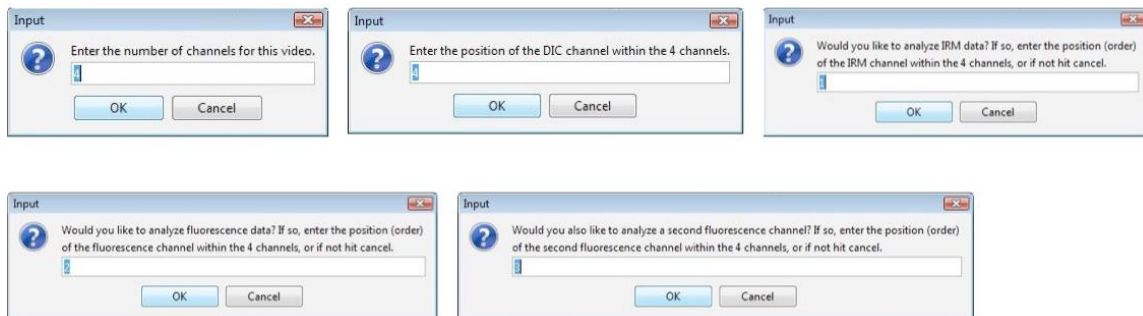 Input
Enter the number of channels for this video.
4
OK Cancel
Input
Enter the position of the DIC channel within the 4 channels.
4
OK Cancel
Input
Would you like to analyze IRM data? If so, enter the position (order)
of the IRM channel within the 4 channels, or if not hit cancel.
1
OK Cancel
Input
Would you like to analyze fluorescence data? If so, enter the position (order)
of the fluorescence channel within the 4 channels, or if not hit cancel.
2
OK Cancel
Input
Would you also like to analyze a second fluorescence channel? If so, enter the position (order)
of the second fluorescence channel within the 4 channels, or if not hit cancel.
3
OK Cancel